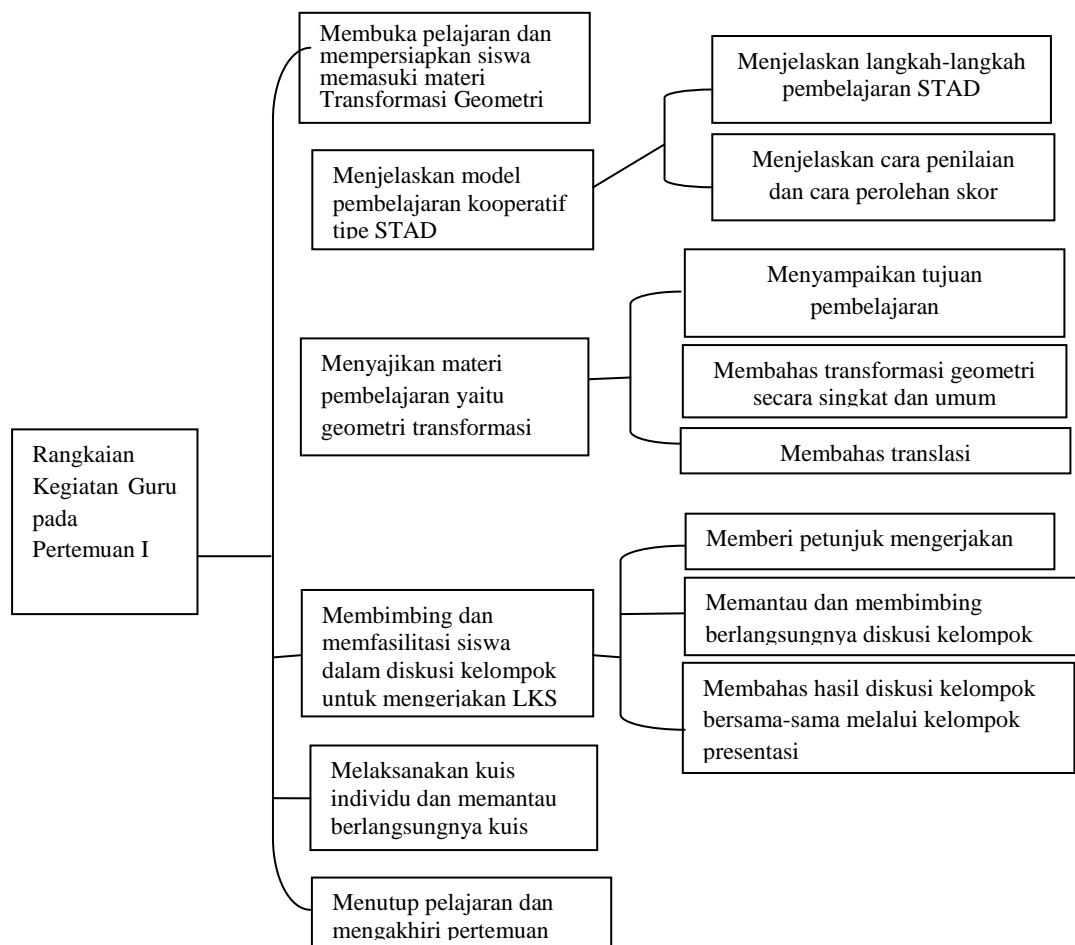 Membuka pelajaran dan
mempersiapkan siswa
memasuki materi
Transformasi Geometri
Menjelaskan langkah-langkah
pembelajaran STAD
Menjelaskan model
pembelajaran kooperatif
tipe STAD
Menjelaskan cara penilaian
dan cara perolehan skor
Menyampaikan tujuan
pembelajaran
Menyajikan materi
pembelajaran yaitu
geometri transformasi
Membahas transformasi geometri
secara singkat dan umum
Membahas translasi
Rangkaian
Kegiatan Guru
pada
Pertemuan I
Memberi petunjuk mengerjakan
Membimbing dan
memfasilitasi siswa
dalam diskusi kelompok
untuk mengerjakan LKS
Memantau dan membimbing
berlangsungnya diskusi kelompok
Membahas hasil diskusi kelompok
bersama-sama melalui kelompok
presentasi
Melaksanakan kuis
individu dan memantau
berlangsungnya kuis
Menutup pelajaran dan
mengakhiri pertemuan